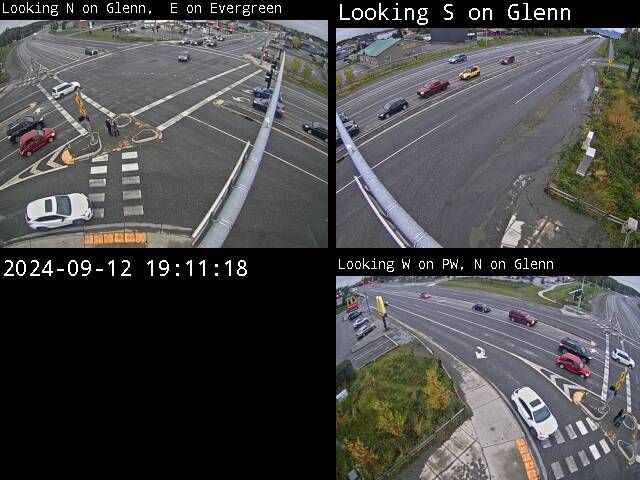 Looking N on Glenn, E on Evergreen
Looking S on Glenn
2024-09-12 19:11:18
Looking W on PW, N on Glenn